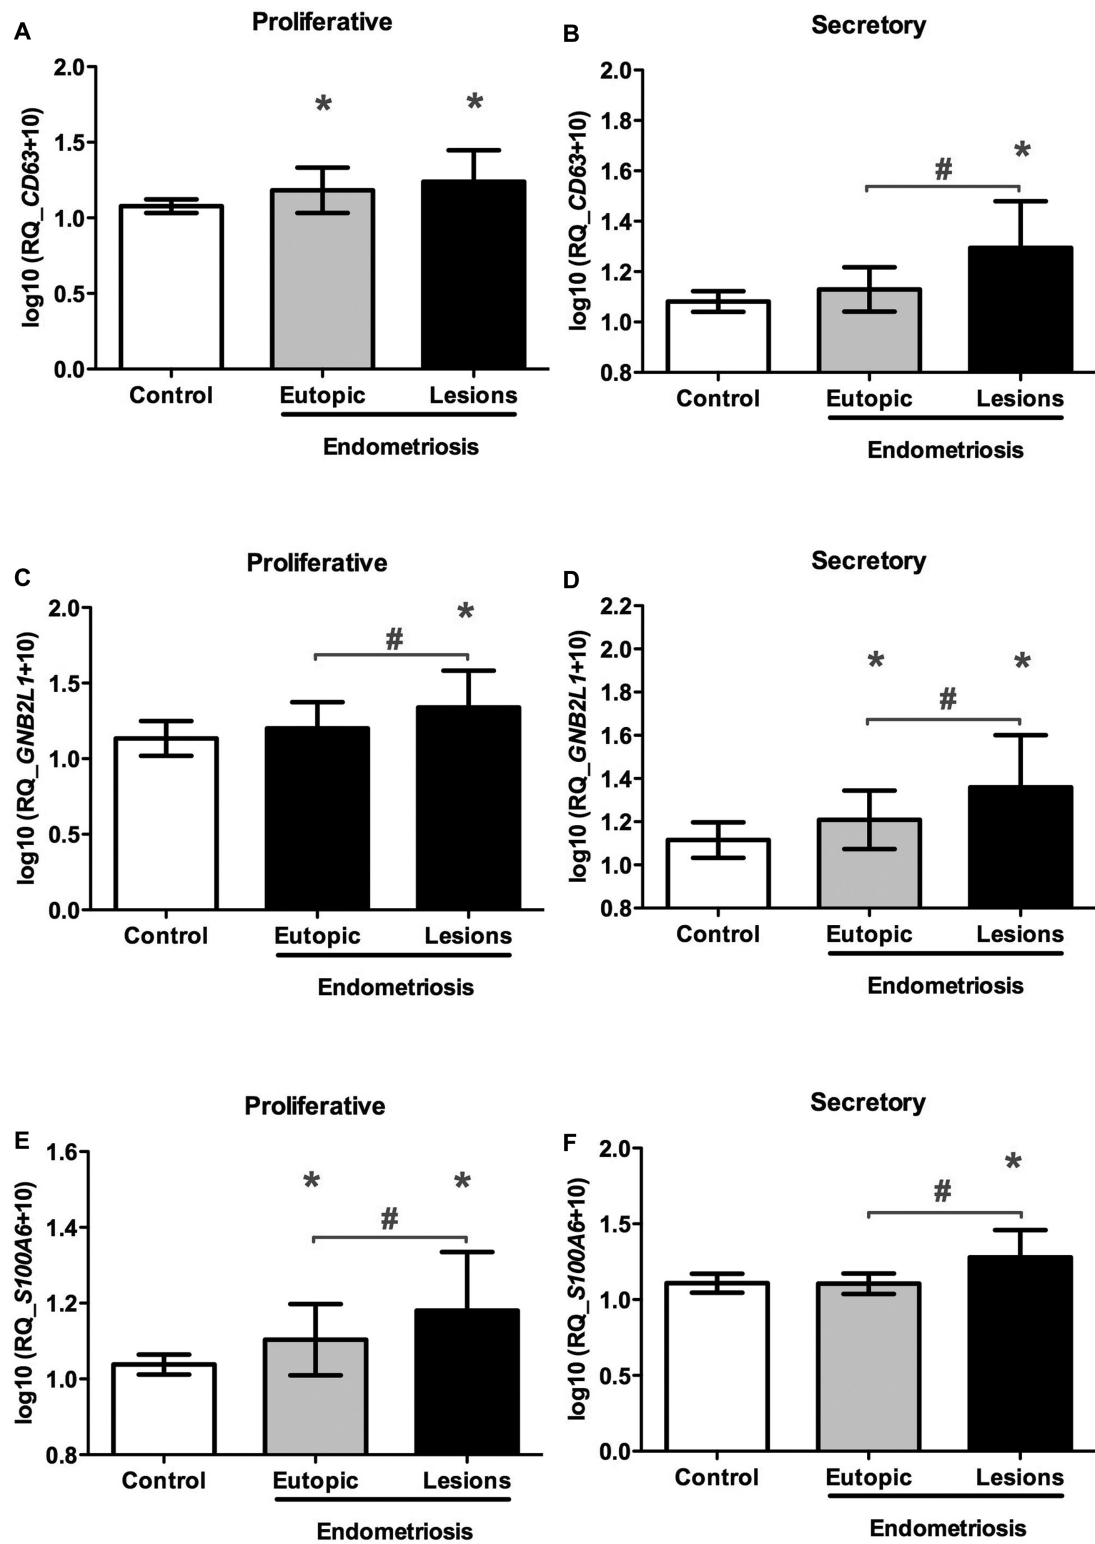 A
Proliferative
2.0
1.5
1.0
0.5
0.0
log10 (RQ_CD63+10)
*
*
Control
Eutopic
Lesions
Endometriosis
B
Secretory
2.0
1.8
1.6
1.4
1.2
1.0
0.8
log10 (RQ_CD63+10)
#
*
Control
Eutopic
Lesions
Endometriosis
C
Proliferative
2.0
1.5
1.0
0.5
0.0
log10 (RQ_GNB2L1+10)
#
*
Control
Eutopic
Lesions
Endometriosis
D
Secretory
2.2
2.0
1.8
1.6
1.4
1.2
1.0
0.8
log10 (RQ_GNB2L1+10)
*
#
*
Control
Eutopic
Lesions
Endometriosis
E
Proliferative
1.6
1.4
1.2
1.0
0.8
log10 (RQ_S100A6+10)
*
#
*
Control
Eutopic
Lesions
Endometriosis
F
Secretory
2.0
1.5
1.0
0.5
0.0
log10 (RQ_S100A6+10)
#
*
Control
Eutopic
Lesions
Endometriosis